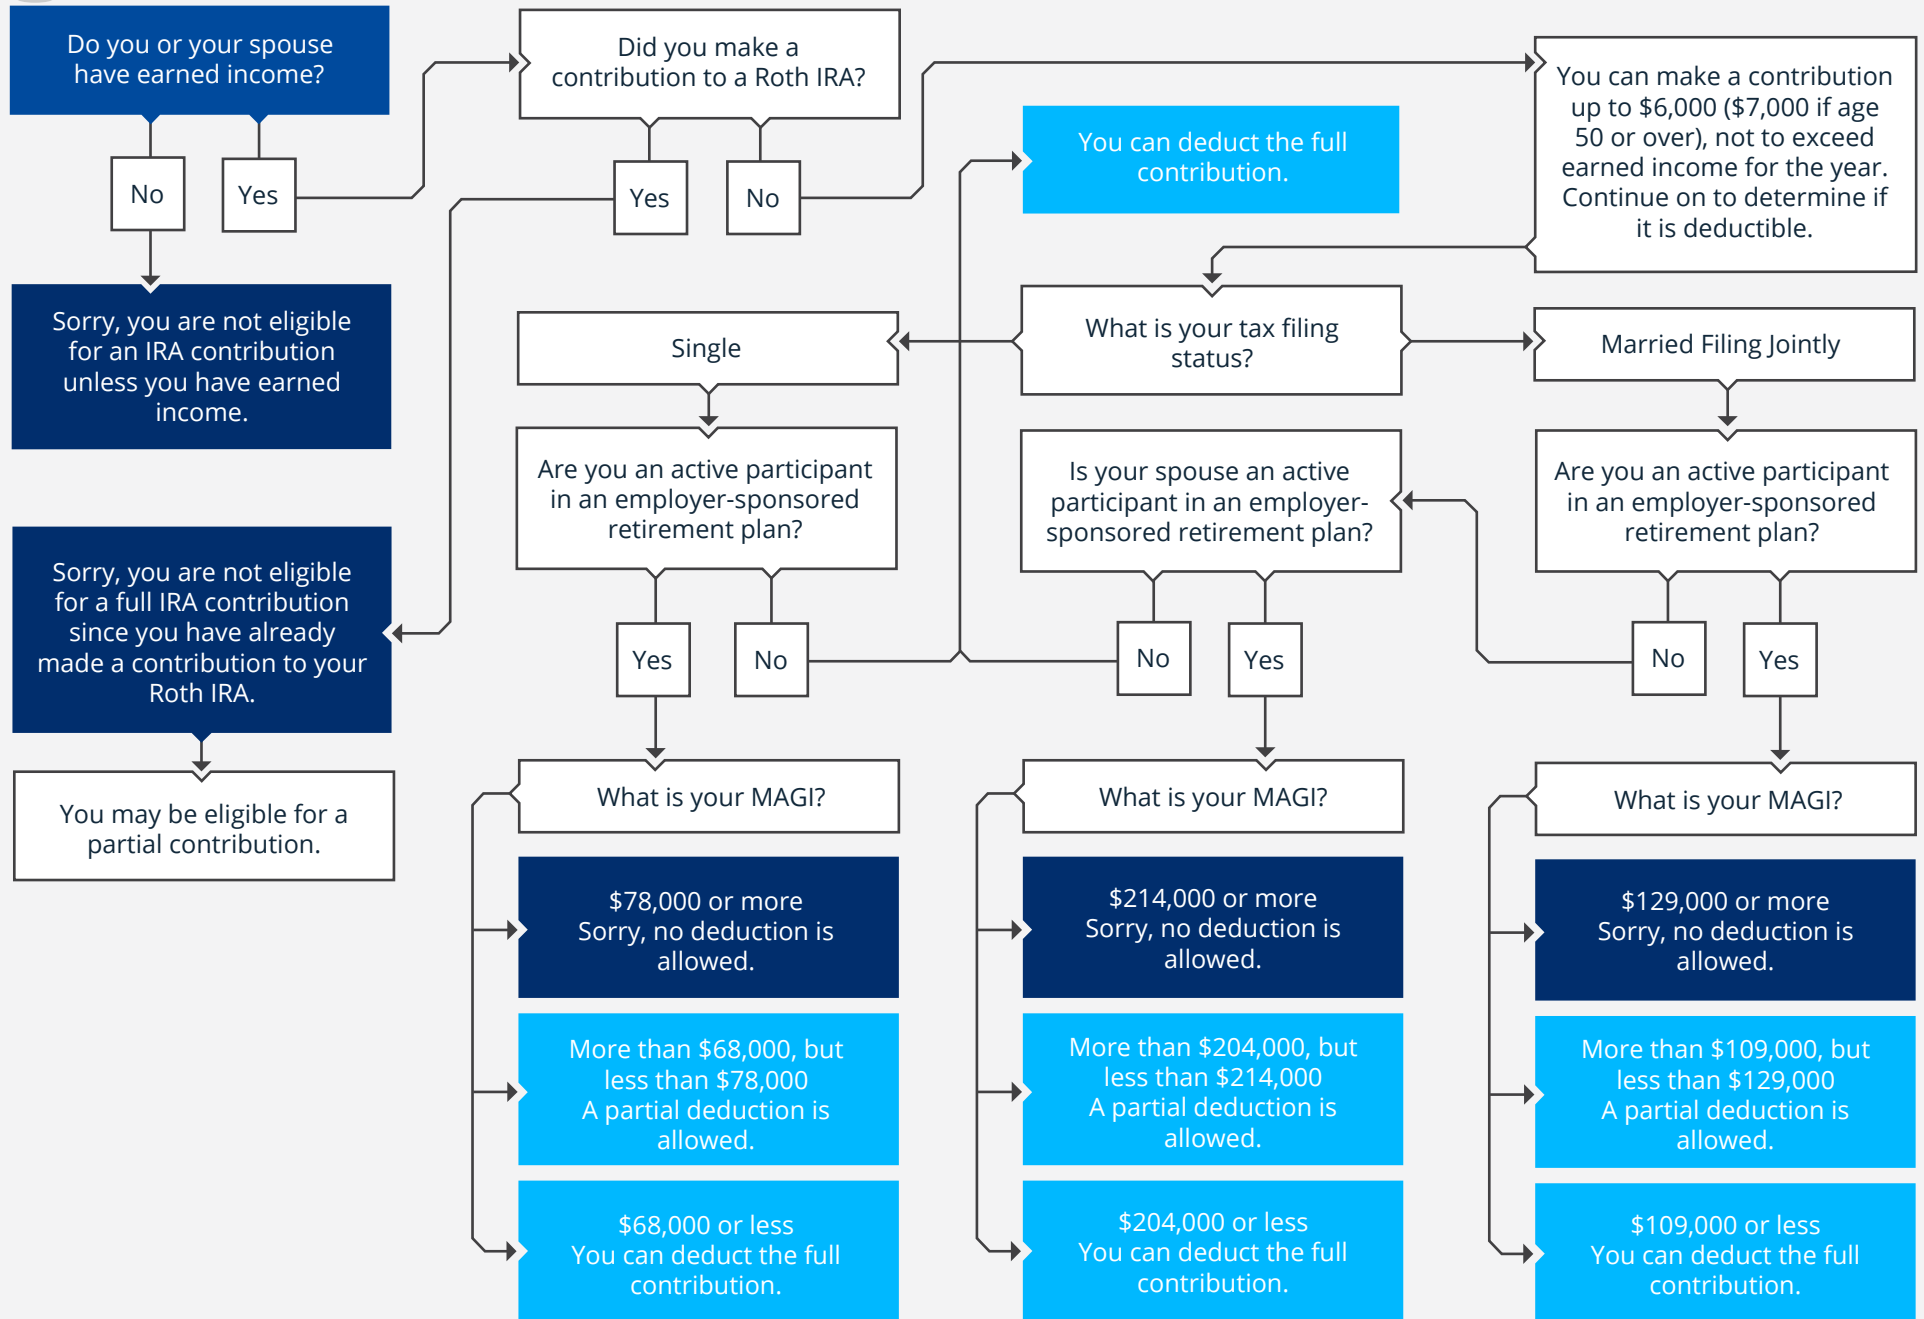 Do you or your spouse
have earned income?
No
Yes
Sorry, you are not eligible
for an IRA contribution
unless you have earned
income.
Did you make a
contribution to a Roth IRA?
Yes
No
Sorry, you are not eligible
for a full IRA contribution
since you have already
made a contribution to your
Roth IRA.
You may be eligible for a
partial contribution.
You can make a contribution
up to $6,000 ($7,000 if age
50 or over), not to exceed
earned income for the year.
Continue on to determine if
it is deductible.
You can deduct the full
contribution.
What is your tax filing
status?
Single
Married Filing Jointly
Are you an active participant
in an employer-sponsored
retirement plan?
Yes
No
Is your spouse an active
participant in an employer-
sponsored retirement plan?
No
Yes
Are you an active participant
in an employer-sponsored
retirement plan?
No
Yes
What is your MAGI?
$78,000 or more
Sorry, no deduction is
allowed.
More than $68,000, but
less than $78,000
A partial deduction is
allowed.
$68,000 or less
You can deduct the full
contribution.
What is your MAGI?
$214,000 or more
Sorry, no deduction is
allowed.
More than $204,000, but
less than $214,000
A partial deduction is
allowed.
$204,000 or less
You can deduct the full
contribution.
What is your MAGI?
$129,000 or more
Sorry, no deduction is
allowed.
More than $109,000, but
less than $129,000
A partial deduction is
allowed.
$109,000 or less
You can deduct the full
contribution.